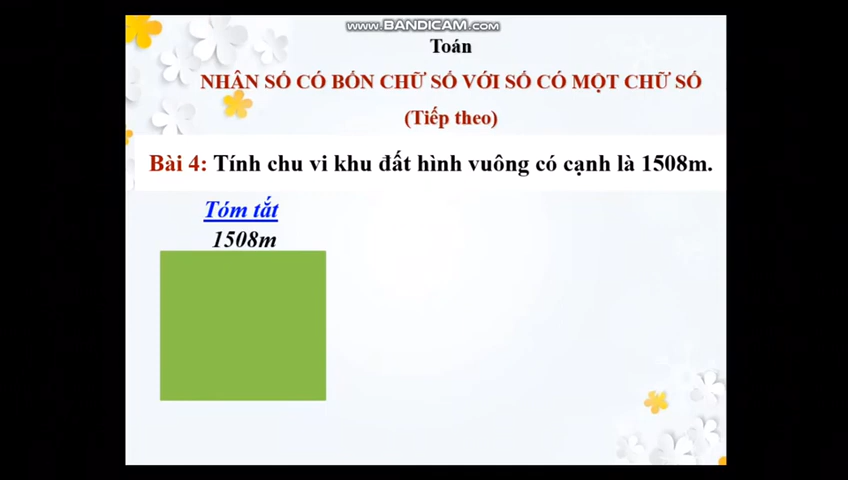 www.BANDICAM.com
Toán
NHÂN SỐ CÓ BỐN CHỮ SỐ VỚI SỐ CÓ MỘT CHỮ SỐ
(Tiếp theo)
Bài 4: Tính chu vi khu đất hình vuông có cạnh là 1508m.
Tóm tắt
1508m